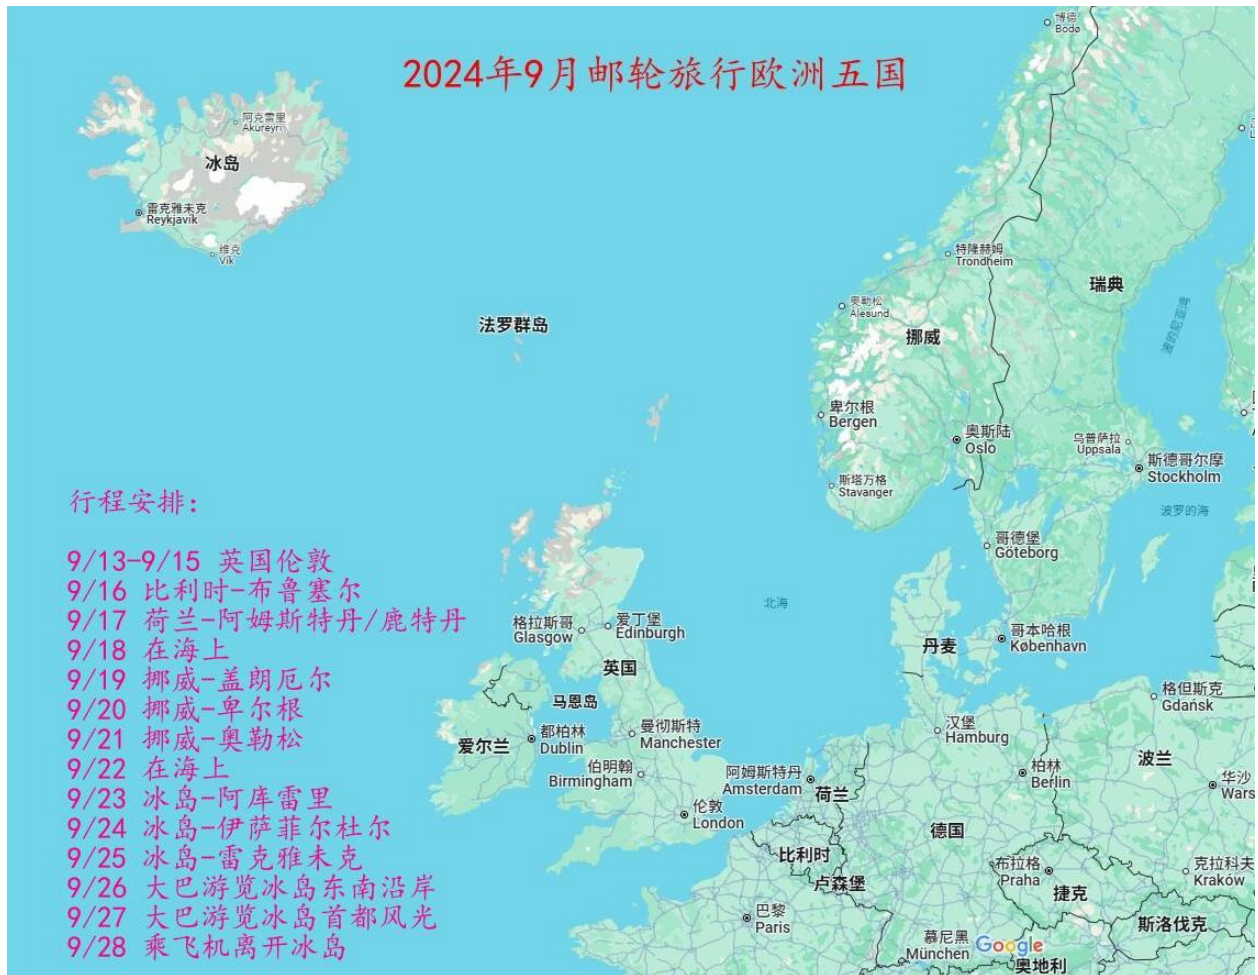 2024年9月邮轮旅行欧洲五国
博德
Bodø
阿克雷里
Akureyri
冰岛
雷克雅未克
Reykjavik
维克
Vik
特隆赫姆
Trondheim
瑞典
奥勒松
Ålesund
法罗群岛
挪威
波的尼亚湾
卑尔根
Bergen
奥斯陆
Oslo
乌普萨拉
Uppsala
斯德哥尔摩
Stockholm
斯塔万格
Stavanger
波罗的海
哥德堡
Göteborg
行程安排:
9/13-9/15 英国伦敦
9/16 比利时-布鲁塞尔
9/17 荷兰-阿姆斯特丹/鹿特丹
9/18 在海上
9/19 挪威-盖朗厄尔
9/20 挪威-卑尔根
9/21 挪威-奥勒松
9/22 在海上
9/23 冰岛-阿库雷里
9/24 冰岛-伊萨菲尔杜尔
9/25 冰岛-雷克雅未克
9/26 大巴游览冰岛东南沿岸
9/27 大巴游览冰岛首都风光
9/28 乘飞机离开冰岛
北海
格拉斯哥
Glasgow
爱丁堡
Edinburgh
英国
丹麦
哥本哈根
København
马恩岛
格但斯克
Gdańsk
都柏林
Dublin
爱尔兰
曼彻斯特
Manchester
汉堡
Hamburg
伯明翰
Birmingham
阿姆斯特丹
Amsterdam
荷兰
柏林
Berlin
波兰
华沙
Wars
伦敦
London
德国
比利时
卢森堡
布拉格
Praha
克拉科夫
Kraków
捷克
巴黎
Paris
斯洛伐克
慕尼黑
München
Google
奥地利